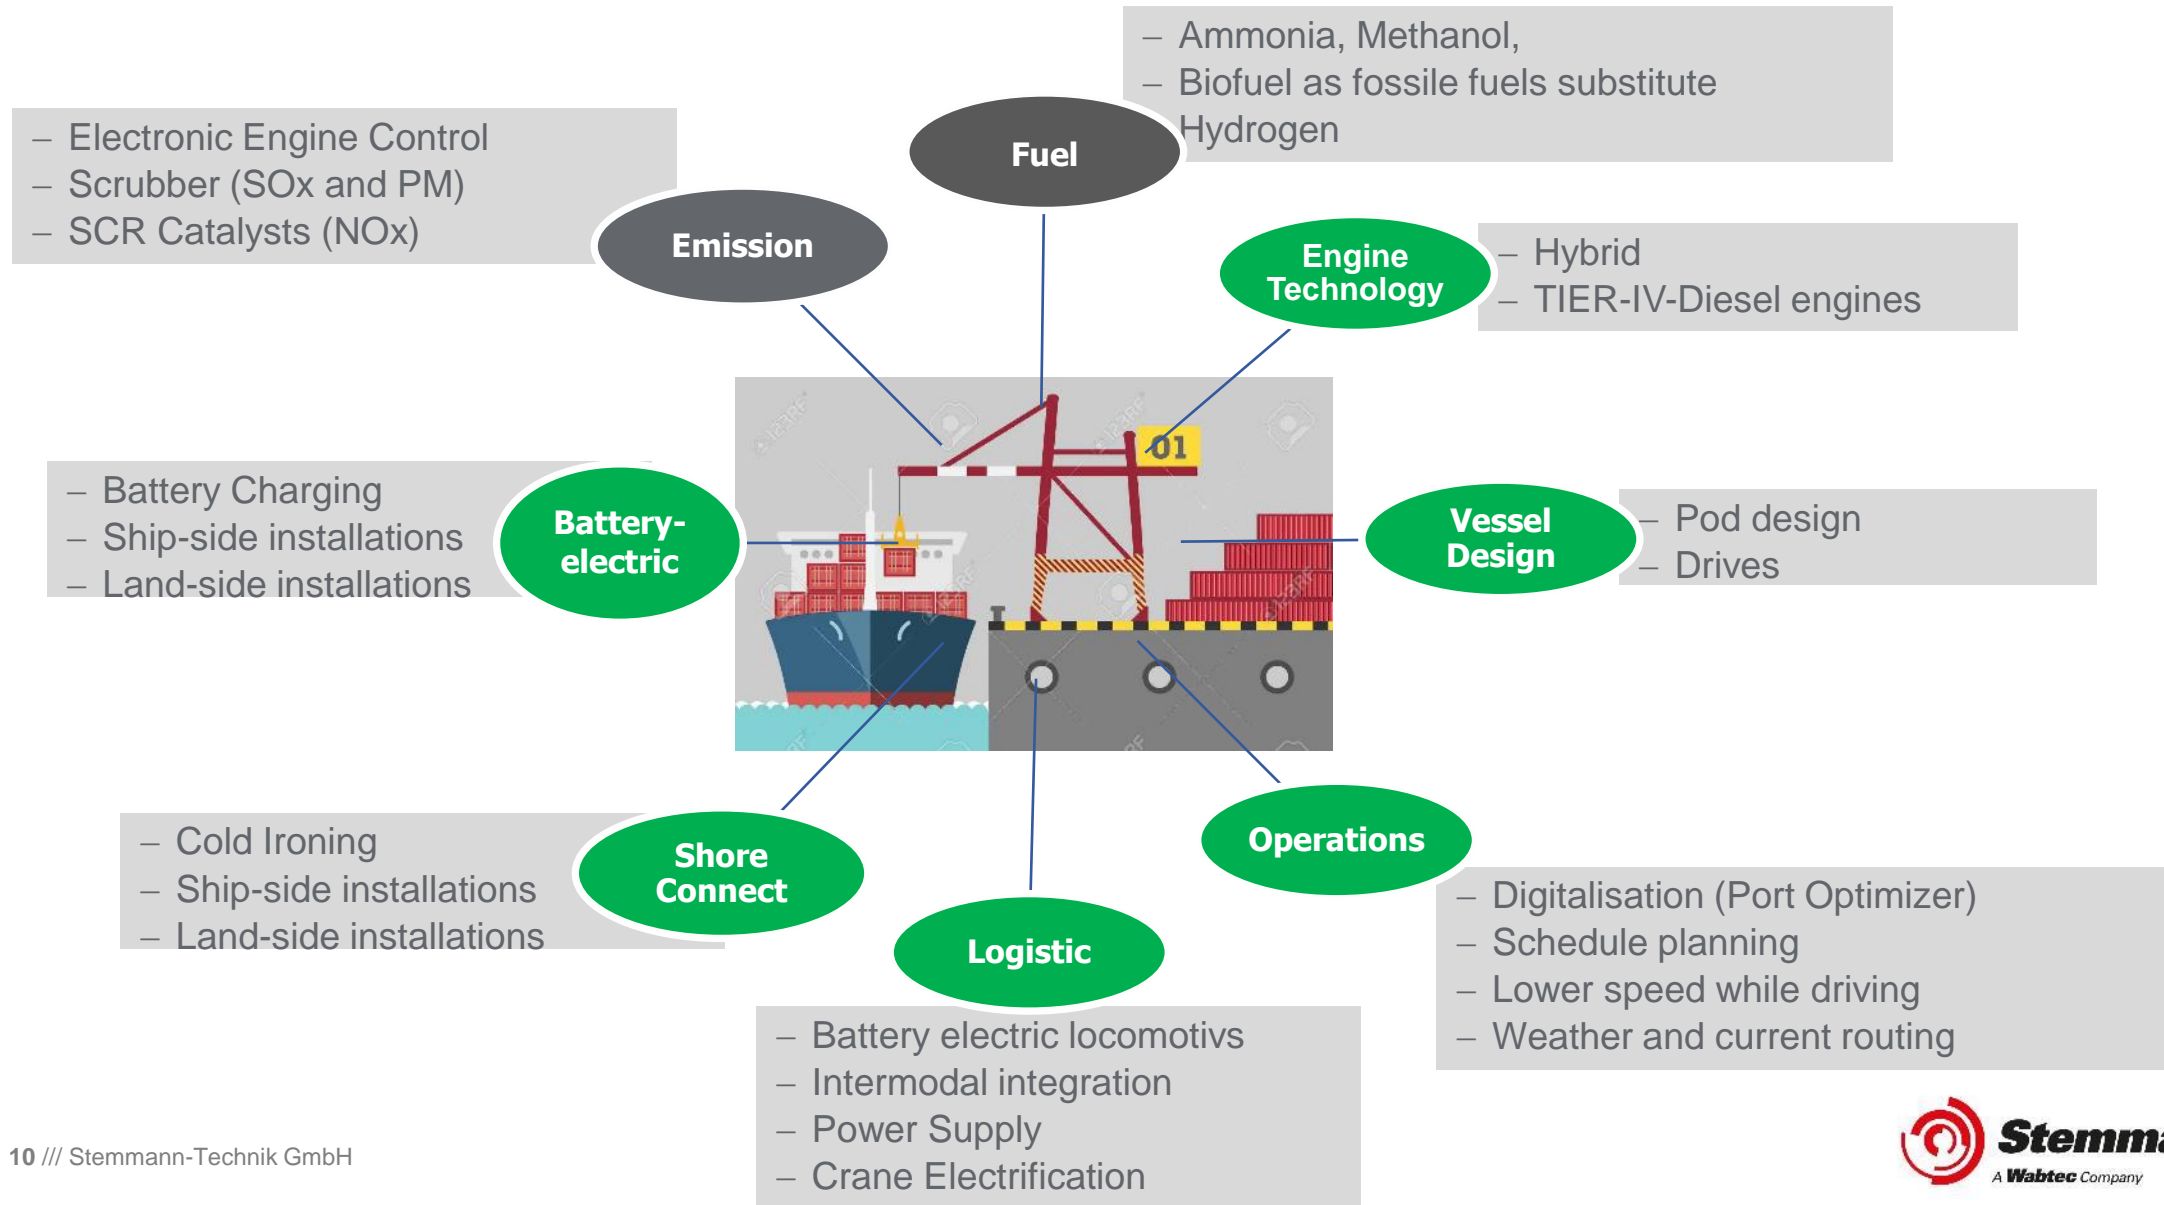 – Ammonia, Methanol,
– Biofuel as fossile fuels substitute
Hydrogen
Fuel
– Electronic Engine Control
– Scrubber (SOx and PM)
– SCR Catalysts (NOx)
Emission
Engine
Technology
– Hybrid
– TIER-IV-Diesel engines
01
– Battery Charging
– Ship-side installations
– Land-side installations
Battery-
electric
Vessel
Design
– Pod design
– Drives
– Cold Ironing
– Ship-side installations
– Land-side installations
Shore
Connect
Operations
– Digitalisation (Port Optimizer)
– Schedule planning
– Lower speed while driving
– Weather and current routing
Logistic
– Battery electric locomotivs
– Intermodal integration
– Power Supply
– Crane Electrification
10 /// Stemmann-Technik GmbH
A Wabtec Company